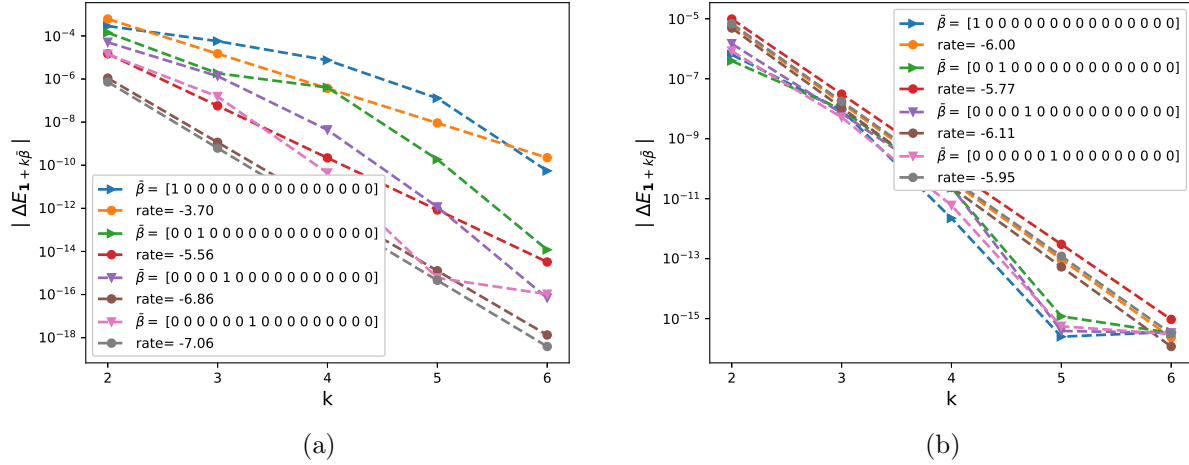 | ΔE_{𝟏 + kβ̄} |
10⁻⁴
10⁻⁶
10⁻⁸
10⁻¹⁰
10⁻¹²
10⁻¹⁴
10⁻¹⁶
10⁻¹⁸
β̄ = [1 0 0 0 0 0 0 0 0 0 0 0 0 0 0 0]
rate= -3.70
β̄ = [0 0 1 0 0 0 0 0 0 0 0 0 0 0 0 0]
rate= -5.56
β̄ = [0 0 0 0 1 0 0 0 0 0 0 0 0 0 0 0]
rate= -6.86
β̄ = [0 0 0 0 0 0 1 0 0 0 0 0 0 0 0 0]
rate= -7.06
2 3 4 5 6
k
(a)
| ΔE_{𝟏 + kβ̄} |
10⁻⁵
10⁻⁷
10⁻⁹
10⁻¹¹
10⁻¹³
10⁻¹⁵
β̄ = [1 0 0 0 0 0 0 0 0 0 0 0 0 0 0 0]
rate= -6.00
β̄ = [0 0 1 0 0 0 0 0 0 0 0 0 0 0 0 0]
rate= -5.77
β̄ = [0 0 0 0 1 0 0 0 0 0 0 0 0 0 0 0]
rate= -6.11
β̄ = [0 0 0 0 0 0 1 0 0 0 0 0 0 0 0 0]
rate= -5.95
2 3 4 5 6
k
(b)